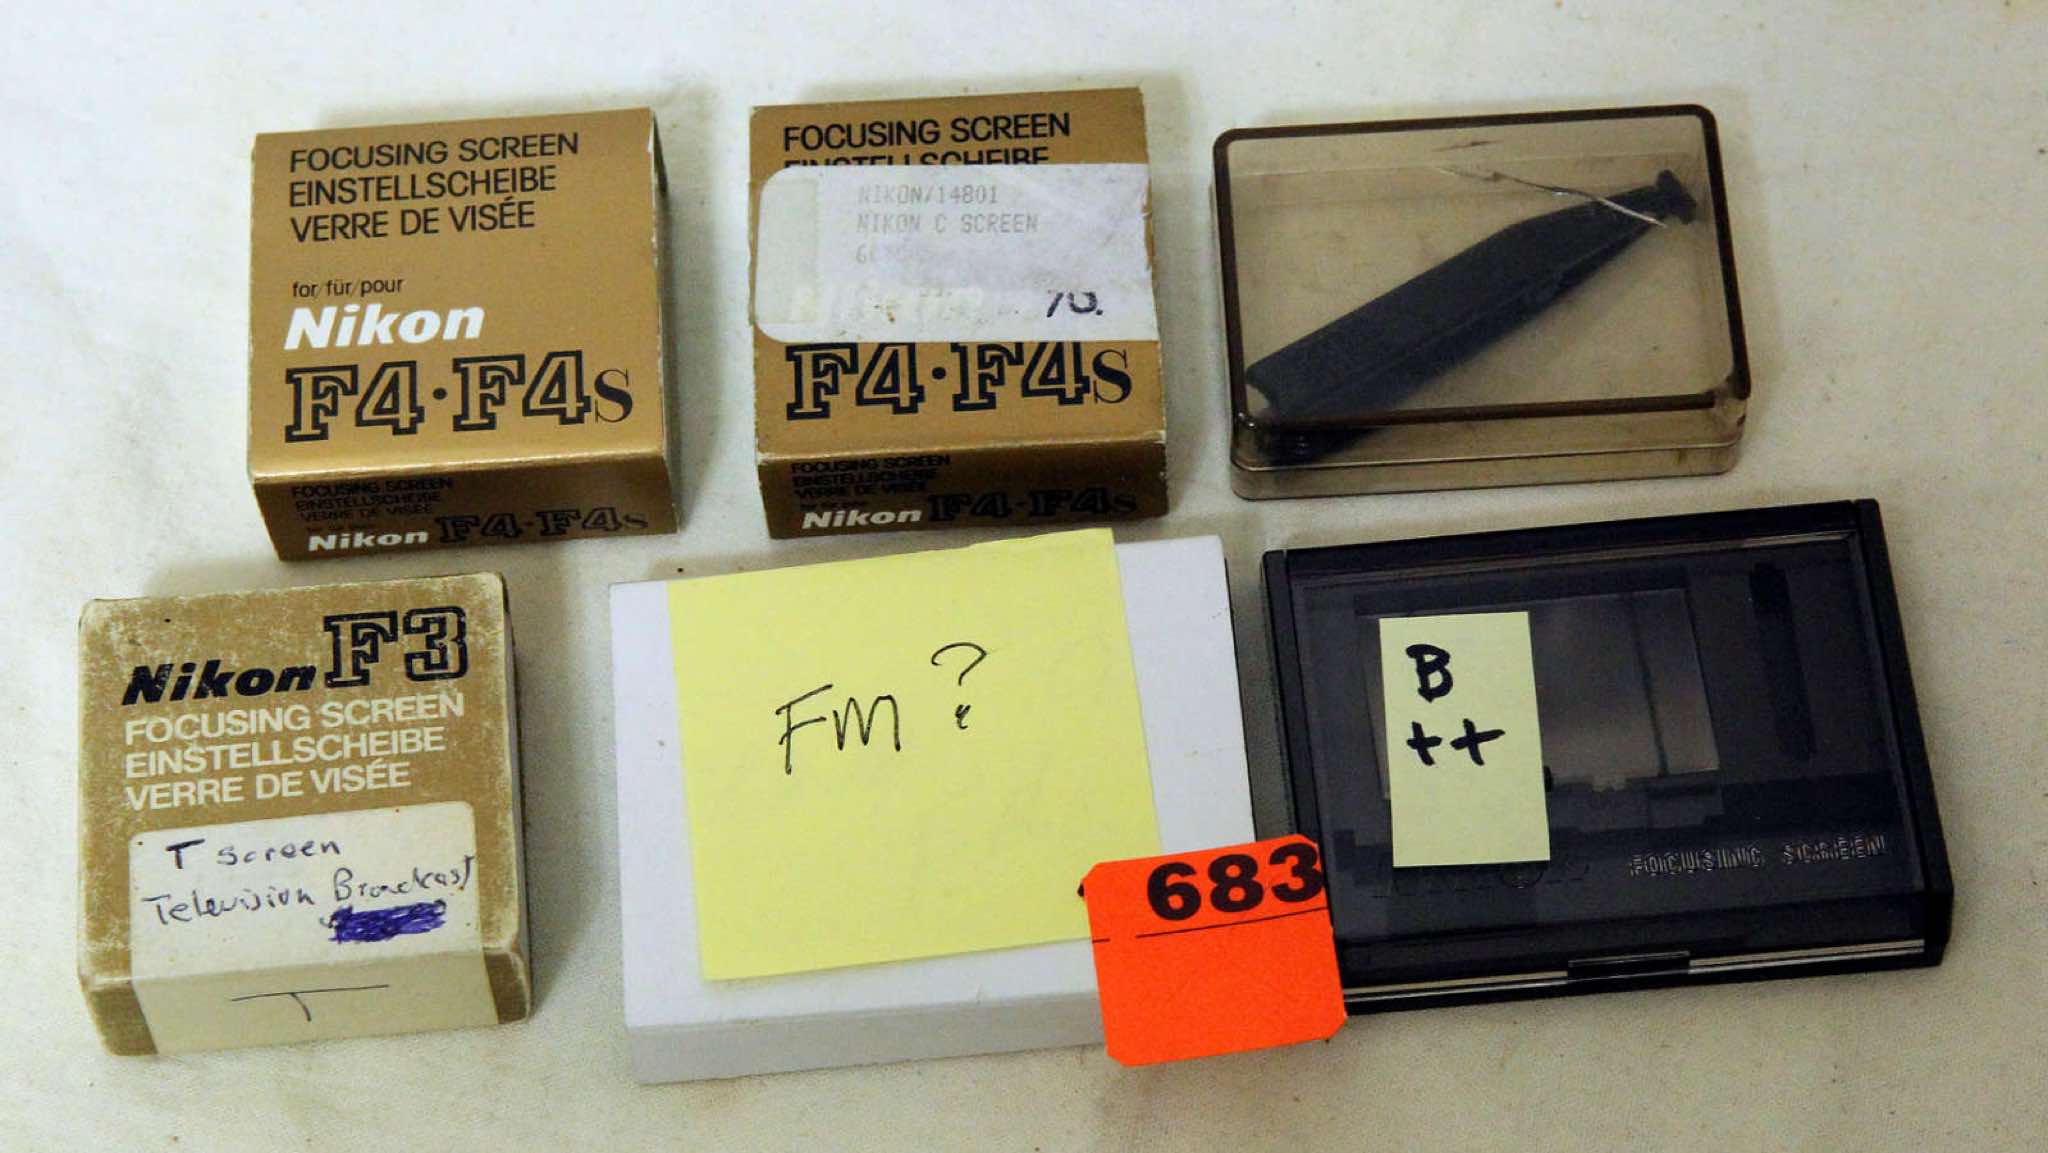 FOCUSING SCREEN
EINSTELLSCHEIBE
VERRE DE VISÉE
for/für/pour
Nikon
F4·F4s
FOCUSING SCREEN
EINSTELLSCHEIBE
VERRE DE VISÉE
Nikon F4·F4s
FOCUSING SCREEN
EINSTELLSCHEIBE
NIKON/14801
NIKON C SCREEN
70.
F4·F4s
FOCUSING SCREEN
EINSTELLSCHEIBE
VERRE DE VISÉE
Nikon F4·F4s
Nikon F3
FOCUSING SCREEN
EINSTELLSCHEIBE
VERRE DE VISÉE
T screen
Television Broadcast
T
FM?
683
B
++
FOCUSING SCREEN